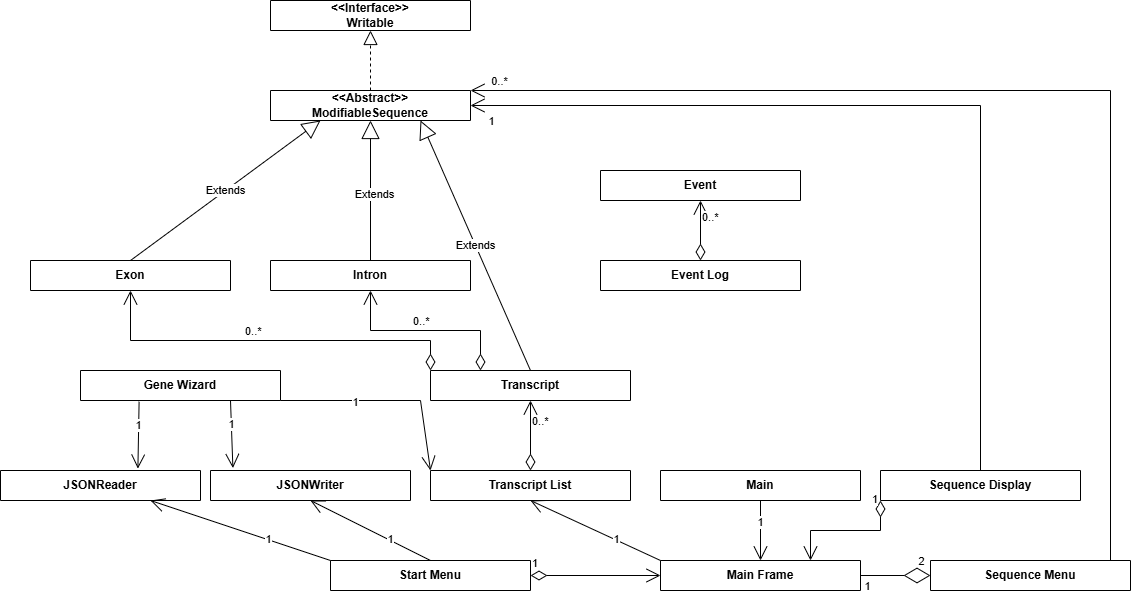 <<Interface>>
Writable
0..*
<<Abstract>>
ModifiableSequence
1
Extends
Extends
Event
0..*
Extends
Exon
Intron
Event Log
0..*
0..*
Gene Wizard
Transcript
1
0..*
1
1
JSONReader
JSONWriter
Transcript List
Main
Sequence Display
1
1
1
1
1
1
2
Start Menu
Main Frame
Sequence Menu
1